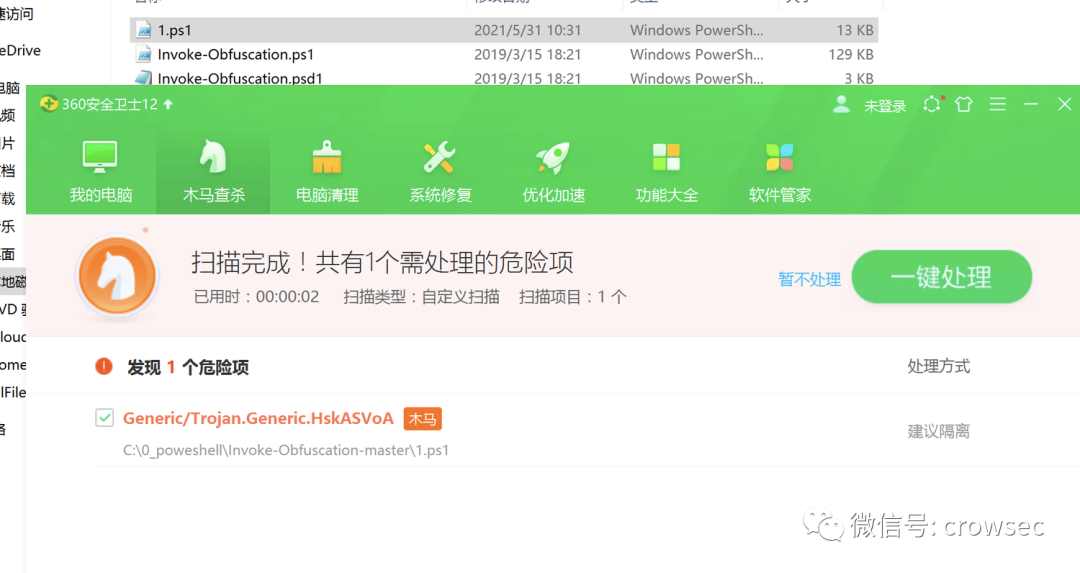 速访问
1.ps1 2021/5/31 10:31 Windows PowerSh... 13 KB
eDrive
Invoke-Obfuscation.ps1 2019/3/15 18:21 Windows PowerSh... 129 KB
Invoke-Obfuscation.psd1 2019/3/15 18:21 Windows PowerSh... 3 KB
电脑
360安全卫士12 未登录
频
片
档
载
乐
面
地磁
VD
loud
ome
lFile
我的电脑 木马查杀 电脑清理 系统修复 优化加速 功能大全 软件管家
扫描完成！共有1个需处理的危险项
已用时：00:00:02 扫描类型：自定义扫描 扫描项目：1 个
暂不处理 一键处理
发现 1 个危险项 处理方式
Generic/Trojan.Generic.HskASVoA 木马
C:\0_poweshell\Invoke-Obfuscation-master\1.ps1
建议隔离
微信号: crowsec